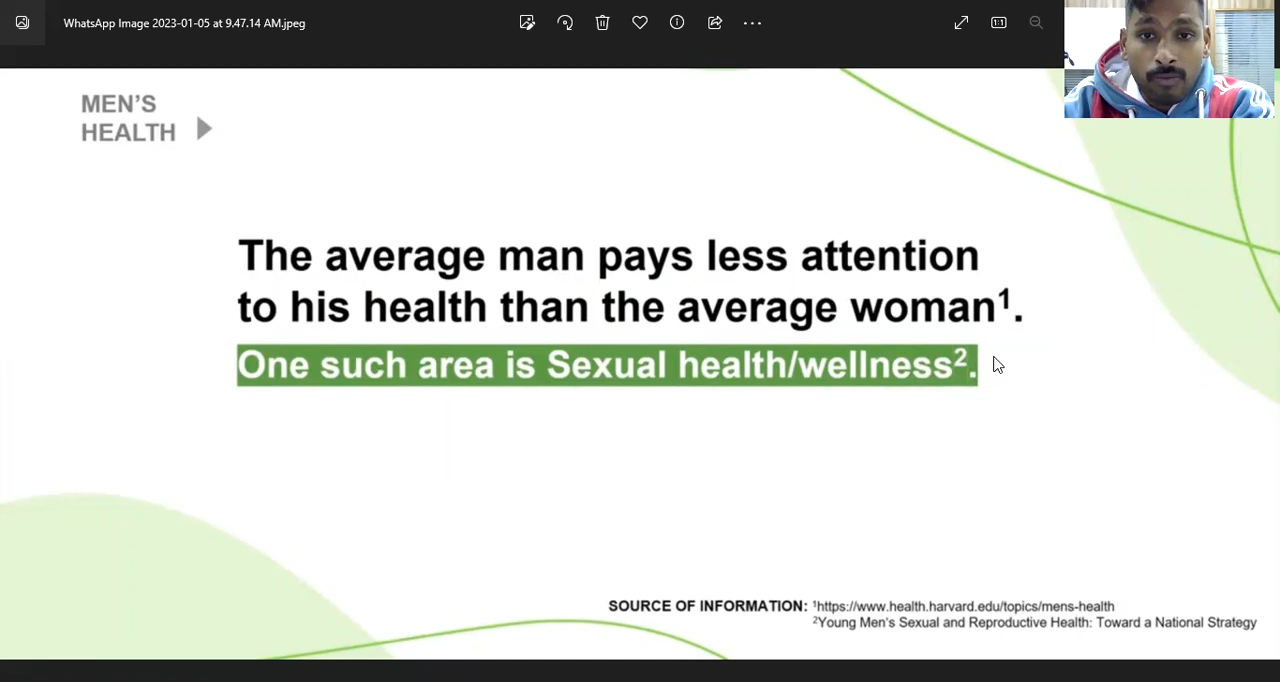 WhatsApp Image 2023-01-05 at 9.47.14 AM.jpeg
1:1
MEN'S
HEALTH
The average man pays less attention
to his health than the average woman¹.
One such area is Sexual health/wellness².
SOURCE OF INFORMATION: ¹https://www.health.harvard.edu/topics/mens-health
²Young Men's Sexual and Reproductive Health: Toward a National Strategy